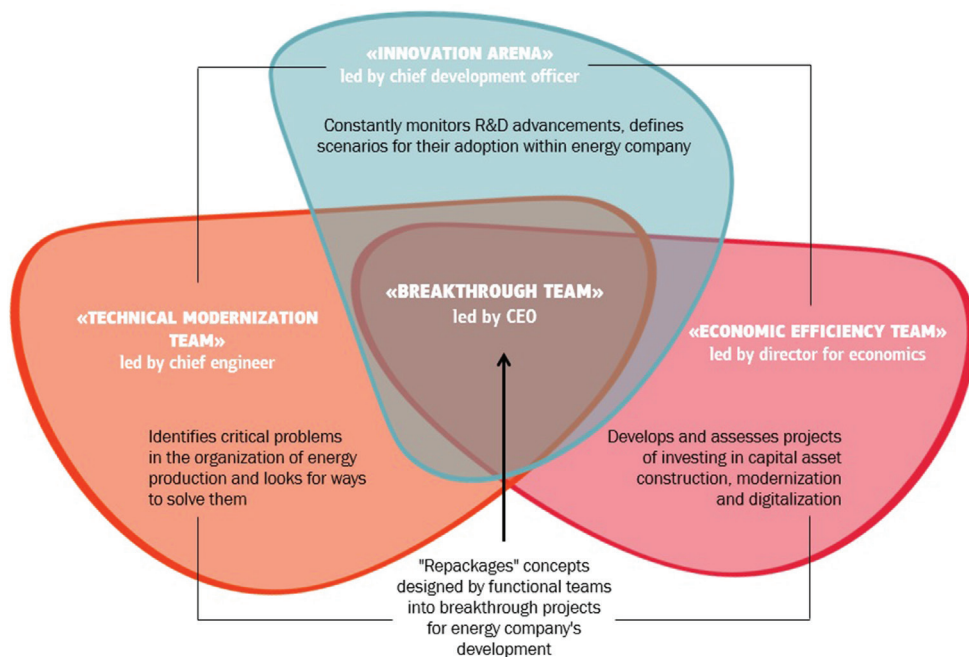 «INNOVATION ARENA»
led by chief development officer
Constantly monitors R&D advancements, defines
scenarios for their adoption within energy company
«BREAKTHROUGH TEAM»
led by CEO
«TECHNICAL MODERNIZATION
TEAM»
led by chief engineer
«ECONOMIC EFFICIENCY TEAM»
led by director for economics
Identifies critical problems
in the organization of energy
production and looks for ways
to solve them
Develops and assesses projects
of investing in capital asset
construction, modernization
and digitalization
"Repackages" concepts
designed by functional teams
into breakthrough projects
for energy company's
development